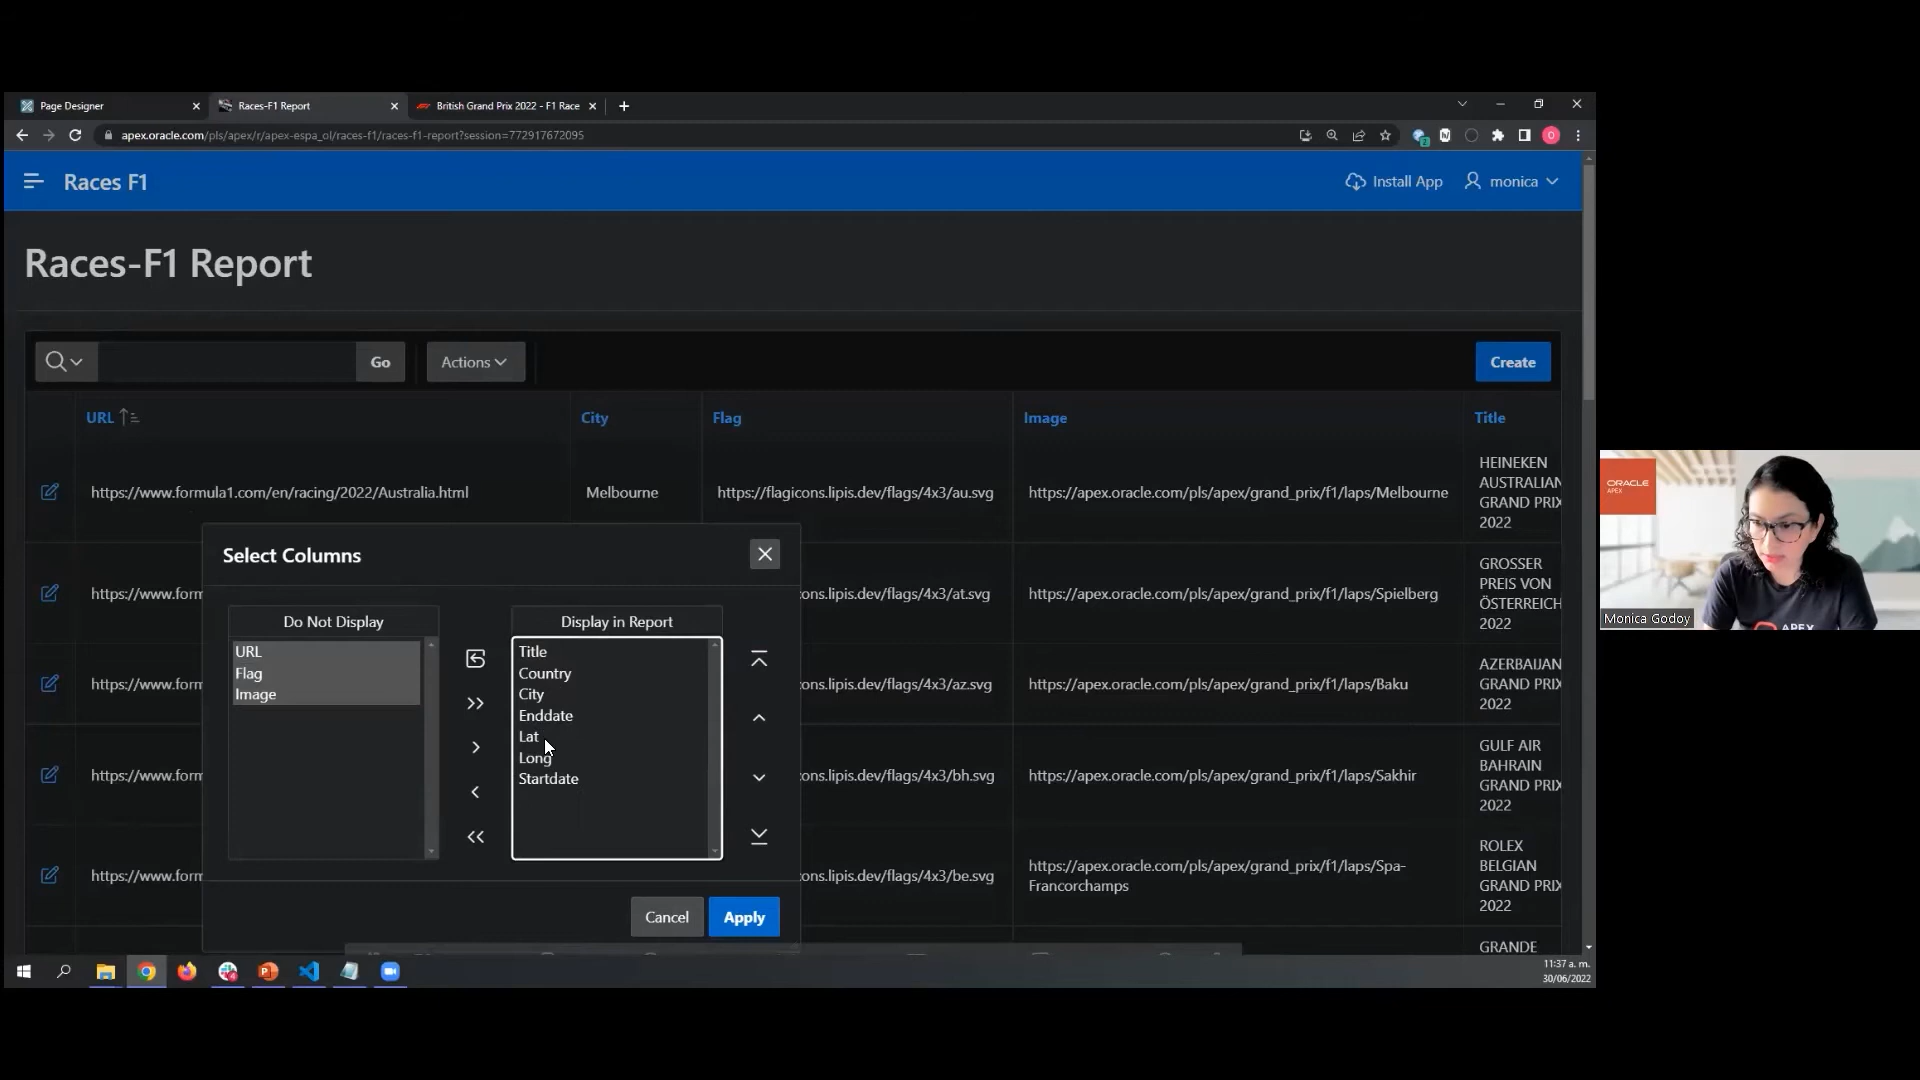 Page Designer
Races-F1 Report
British Grand Prix 2022 - F1 Race
apex.oracle.com/pls/apex/r/apex-espa_ol/races-f1/races-f1-report?session=772917672095
Races F1
Install App
monica
Races-F1 Report
Go
Actions
Create
URL
City
Flag
Image
Title
https://www.formula1.com/en/racing/2022/Australia.html
Melbourne
https://flagicons.lipis.dev/flags/4x3/au.svg
https://apex.oracle.com/pls/apex/grand_prix/f1/laps/Melbourne
HEINEKEN
AUSTRALIAN
GRAND PRIX
2022
https://www.form
cons.lipis.dev/flags/4x3/at.svg
https://apex.oracle.com/pls/apex/grand_prix/f1/laps/Spielberg
GROSSER
PREIS VON
ÖSTERREICH
2022
https://www.form
cons.lipis.dev/flags/4x3/az.svg
https://apex.oracle.com/pls/apex/grand_prix/f1/laps/Baku
AZERBAIJAN
GRAND PRIX
2022
https://www.form
cons.lipis.dev/flags/4x3/bh.svg
https://apex.oracle.com/pls/apex/grand_prix/f1/laps/Sakhir
GULF AIR
BAHRAIN
GRAND PRIX
2022
https://www.form
cons.lipis.dev/flags/4x3/be.svg
https://apex.oracle.com/pls/apex/grand_prix/f1/laps/Spa-
Francorchamps
ROLEX
BELGIAN
GRAND PRIX
2022
GRANDE
Select Columns
Do Not Display
URL
Flag
Image
Display in Report
Title
Country
City
Enddate
Lat
Long
Startdate
Cancel
Apply
11:37 a. m.
30/06/2022
ORACLE
APEX
APEX
Monica Godoy